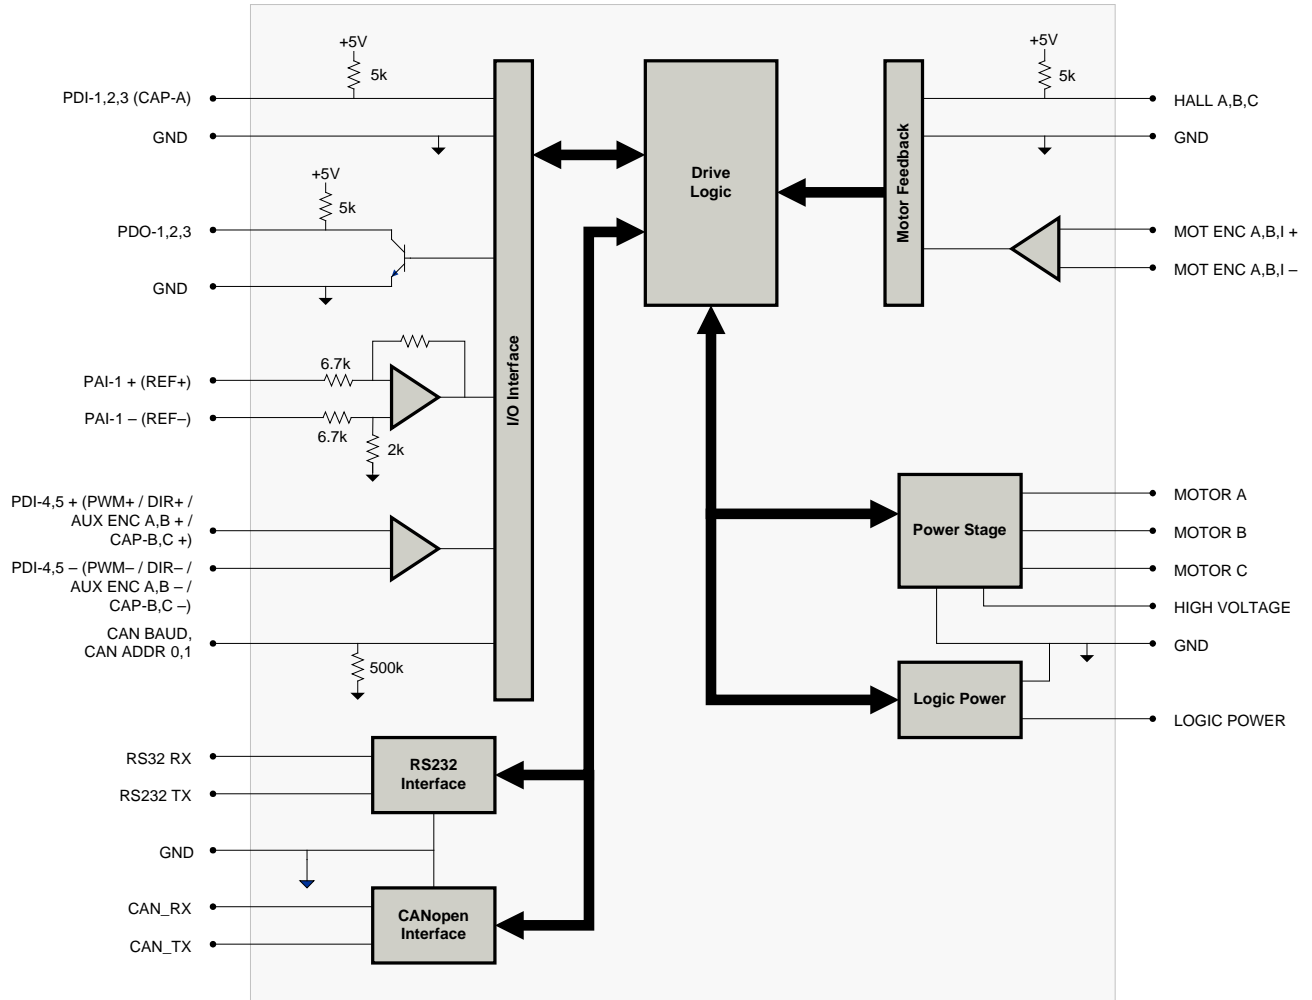 +5V
5k
PDI-1,2,3 (CAP-A)
GND
+5V
5k
PDO-1,2,3
GND
6.7k
PAI-1 + (REF+)
PAI-1 – (REF–)
6.7k
2k
PDI-4,5 + (PWM+ / DIR+ /
AUX ENC A,B + /
CAP-B,C +)
PDI-4,5 – (PWM– / DIR– /
AUX ENC A,B – /
CAP-B,C –)
CAN BAUD,
CAN ADDR 0,1
500k
I/O Interface
RS32 RX
RS232 TX
RS232
Interface
GND
CAN_RX
CAN_TX
CANopen
Interface
Drive
Logic
Motor Feedback
+5V
5k
HALL A,B,C
GND
MOT ENC A,B,I +
MOT ENC A,B,I –
Power Stage
MOTOR A
MOTOR B
MOTOR C
HIGH VOLTAGE
GND
Logic Power
LOGIC POWER